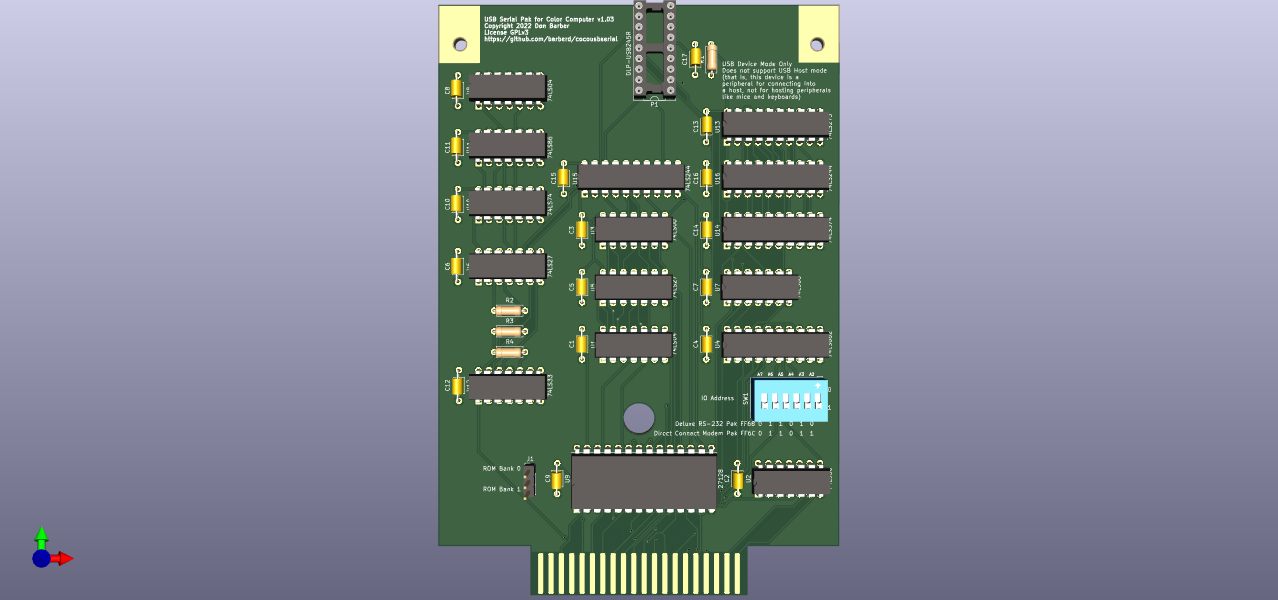 USB Serial Pak for Color Computer v1.03
Copyright 2022 Don Barber
License GPLv3
https://github.com/barberd/cocousbserial
DLP-USB245R
P1
C17
USB Device Mode Only
Does not support USB Host mode
(that is, this device is a
peripheral for connecting into
a host, not for hosting peripherals
like mice and keyboards)
C8
74LS04
C13
U13
C11
74LS86
C15
U15
74LS244
C16
U16
C10
74LS74
C3
C14
U14
C6
74LS27
C5
C7
U7
R2
R3
R4
C1
C4
U4
C12
74LS33
A7 A6 A5 A4 A3 A2
IO Address
SW1
0
1
Deluxe RS-232 Pak FF68 0 1 1 0 1 0
Direct Connect Modem Pak FF6C 0 1 1 0 1 1
J1
ROM Bank 0
ROM Bank 1
C9
U9
27128
C2
U2